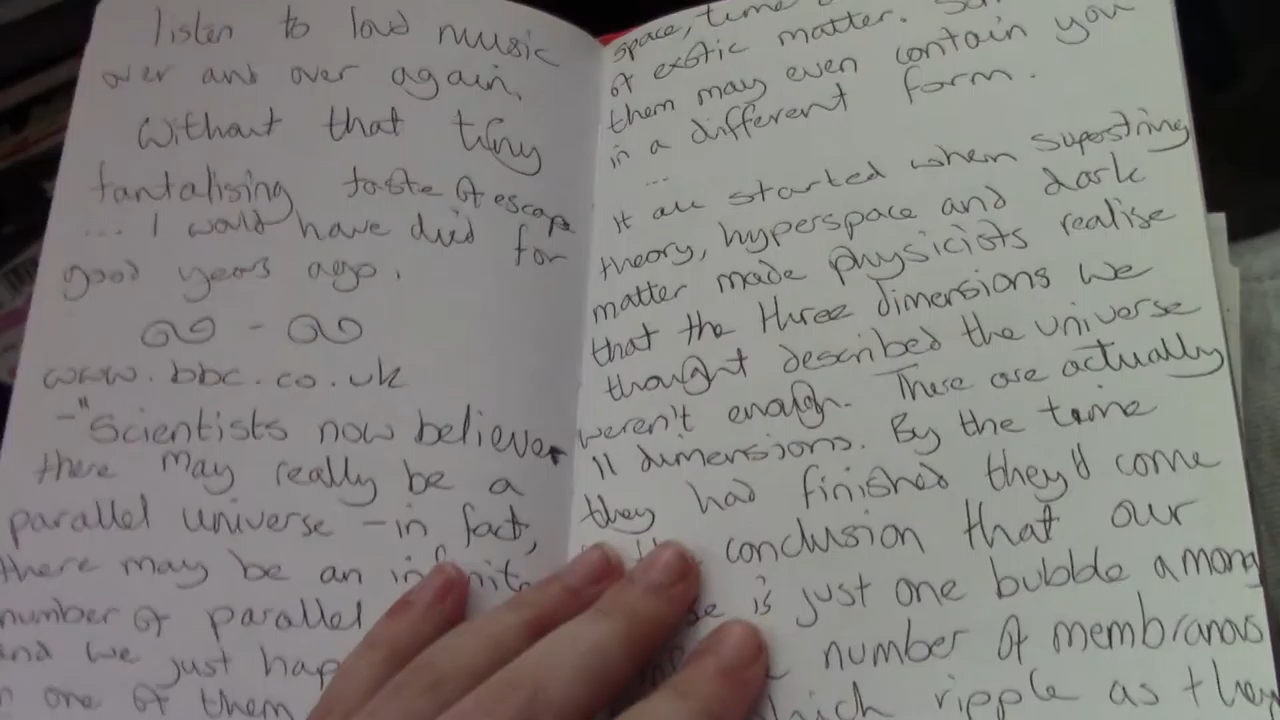 listen to loud music
over and over again.
Without that tiny
tantalising taste of escape
... I would have died for
good years ago.
www.bbc.co.uk
-"Scientists now believe
there may really be a
parallel universe - in fact,
there may be an
number of parallel
and we just
one of them
space, time
of exotic matter.
them may even contain you
in a different form.
...
It all started when superstring
theory, hyperspace and dark
matter made physicists realise
that the three dimensions we
thought described the universe
weren't enough. There are actually
11 dimensions. By the time
they had finished they'd come
conclusion that our
is just one bubble among
number of membranous
ripple as they